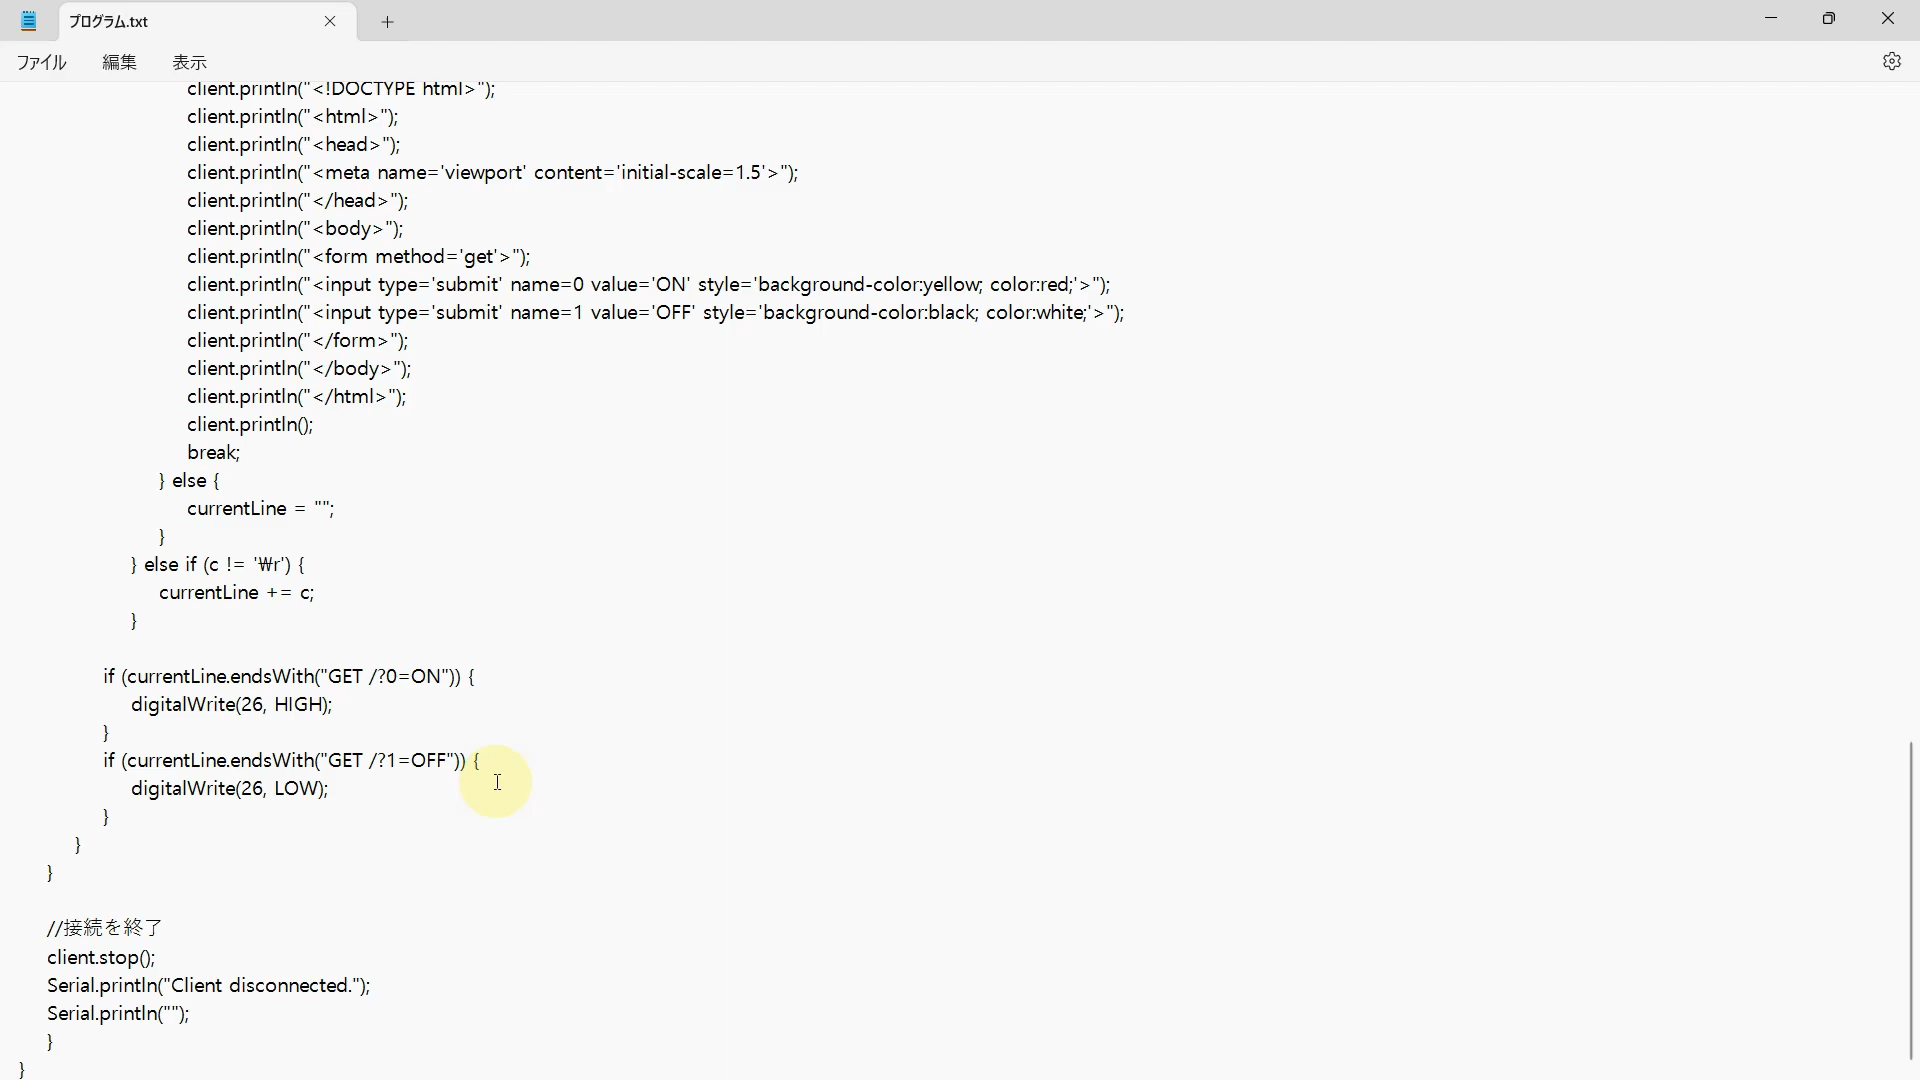 プログラム.txt
ファイル 編集 表示
client.println("<!DOCTYPE html>");
client.println("<html>");
client.println("<head>");
client.println("<meta name='viewport' content='initial-scale=1.5'>");
client.println("</head>");
client.println("<body>");
client.println("<form method='get'>");
client.println("<input type='submit' name=0 value='ON' style='background-color:yellow; color:red;'>");
client.println("<input type='submit' name=1 value='OFF' style='background-color:black; color:white;'>");
client.println("</form>");
client.println("</body>");
client.println("</html>");
client.println();
break;
} else {
currentLine = "";
}
} else if (c != '₩r') {
currentLine += c;
}
if (currentLine.endsWith("GET /?0=ON")) {
digitalWrite(26, HIGH);
}
if (currentLine.endsWith("GET /?1=OFF")) {
digitalWrite(26, LOW);
}
}
}
//接続を終了
client.stop();
Serial.println("Client disconnected.");
Serial.println("");
}
}